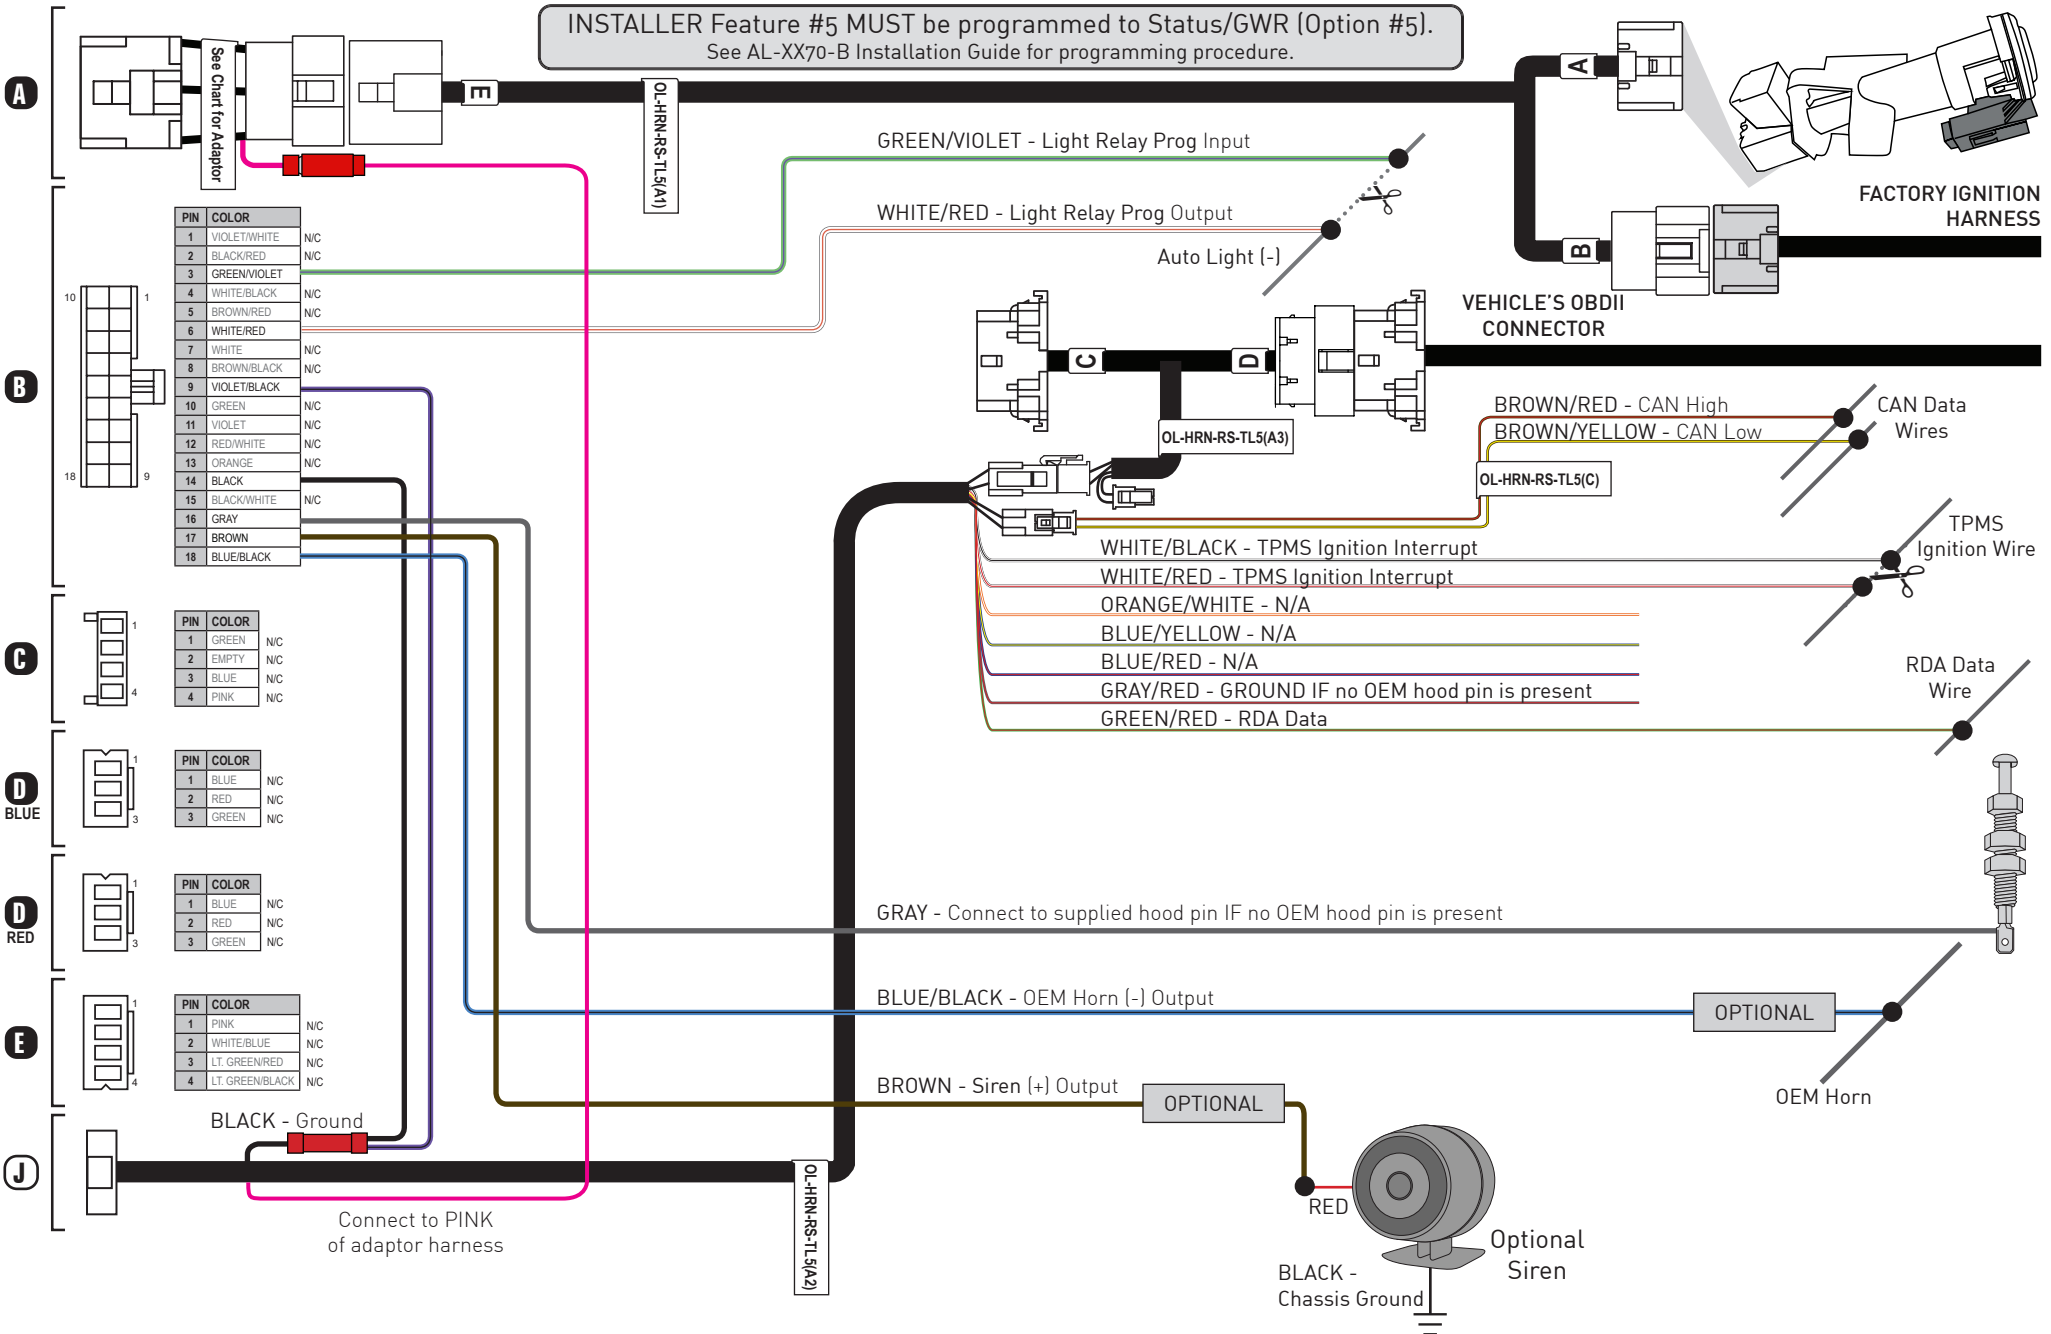 INSTALLER Feature #5 MUST be programmed to Status/GWR (Option #5).
See AL-XX70-B Installation Guide for programming procedure.
A
See Chart for Adaptor
E
OL-HRN-RS-TL5(A1)
A
B
FACTORY IGNITION
HARNESS
GREEN/VIOLET - Light Relay Prog Input
WHITE/RED - Light Relay Prog Output
Auto Light (-)
B
10
1
18
9
PIN COLOR
1 VIOLET/WHITE N/C
2 BLACK/RED N/C
3 GREEN/VIOLET
4 WHITE/BLACK N/C
5 BROWN/RED N/C
6 WHITE/RED
7 WHITE N/C
8 BROWN/BLACK N/C
9 VIOLET/BLACK
10 GREEN N/C
11 VIOLET N/C
12 RED/WHITE N/C
13 ORANGE N/C
14 BLACK
15 BLACK/WHITE N/C
16 GRAY
17 BROWN
18 BLUE/BLACK
VEHICLE'S OBDII
CONNECTOR
C
D
OL-HRN-RS-TL5(A3)
BROWN/RED - CAN High
BROWN/YELLOW - CAN Low
CAN Data
Wires
OL-HRN-RS-TL5(C)
WHITE/BLACK - TPMS Ignition Interrupt
WHITE/RED - TPMS Ignition Interrupt
TPMS
Ignition Wire
ORANGE/WHITE - N/A
BLUE/YELLOW - N/A
BLUE/RED - N/A
GRAY/RED - GROUND IF no OEM hood pin is present
GREEN/RED - RDA Data
RDA Data
Wire
C
1
4
PIN COLOR
1 GREEN N/C
2 EMPTY N/C
3 BLUE N/C
4 PINK N/C
D
BLUE
1
3
PIN COLOR
1 BLUE N/C
2 RED N/C
3 GREEN N/C
D
RED
1
3
PIN COLOR
1 BLUE N/C
2 RED N/C
3 GREEN N/C
GRAY - Connect to supplied hood pin IF no OEM hood pin is present
E
1
4
PIN COLOR
1 PINK N/C
2 WHITE/BLUE N/C
3 LT. GREEN/RED N/C
4 LT. GREEN/BLACK N/C
BLUE/BLACK - OEM Horn (-) Output
OPTIONAL
OEM Horn
BROWN - Siren (+) Output
OPTIONAL
J
BLACK - Ground
Connect to PINK
of adaptor harness
OL-HRN-RS-TL5(A2)
RED
Optional
Siren
BLACK -
Chassis Ground